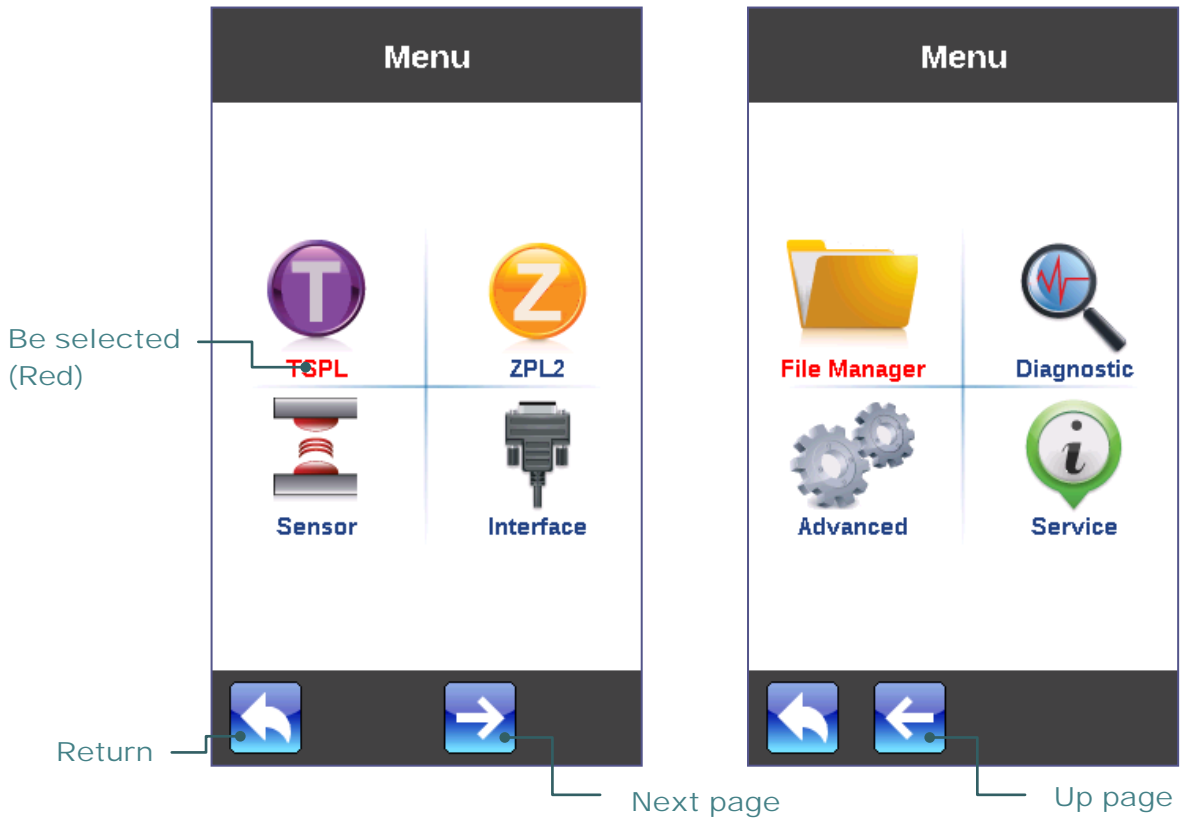 Menu
T
Z
Be selected
(Red)
TSPL
ZPL2
Sensor
Interface
Return
Next page
Menu
File Manager
Diagnostic
i
Advanced
Service
Up page